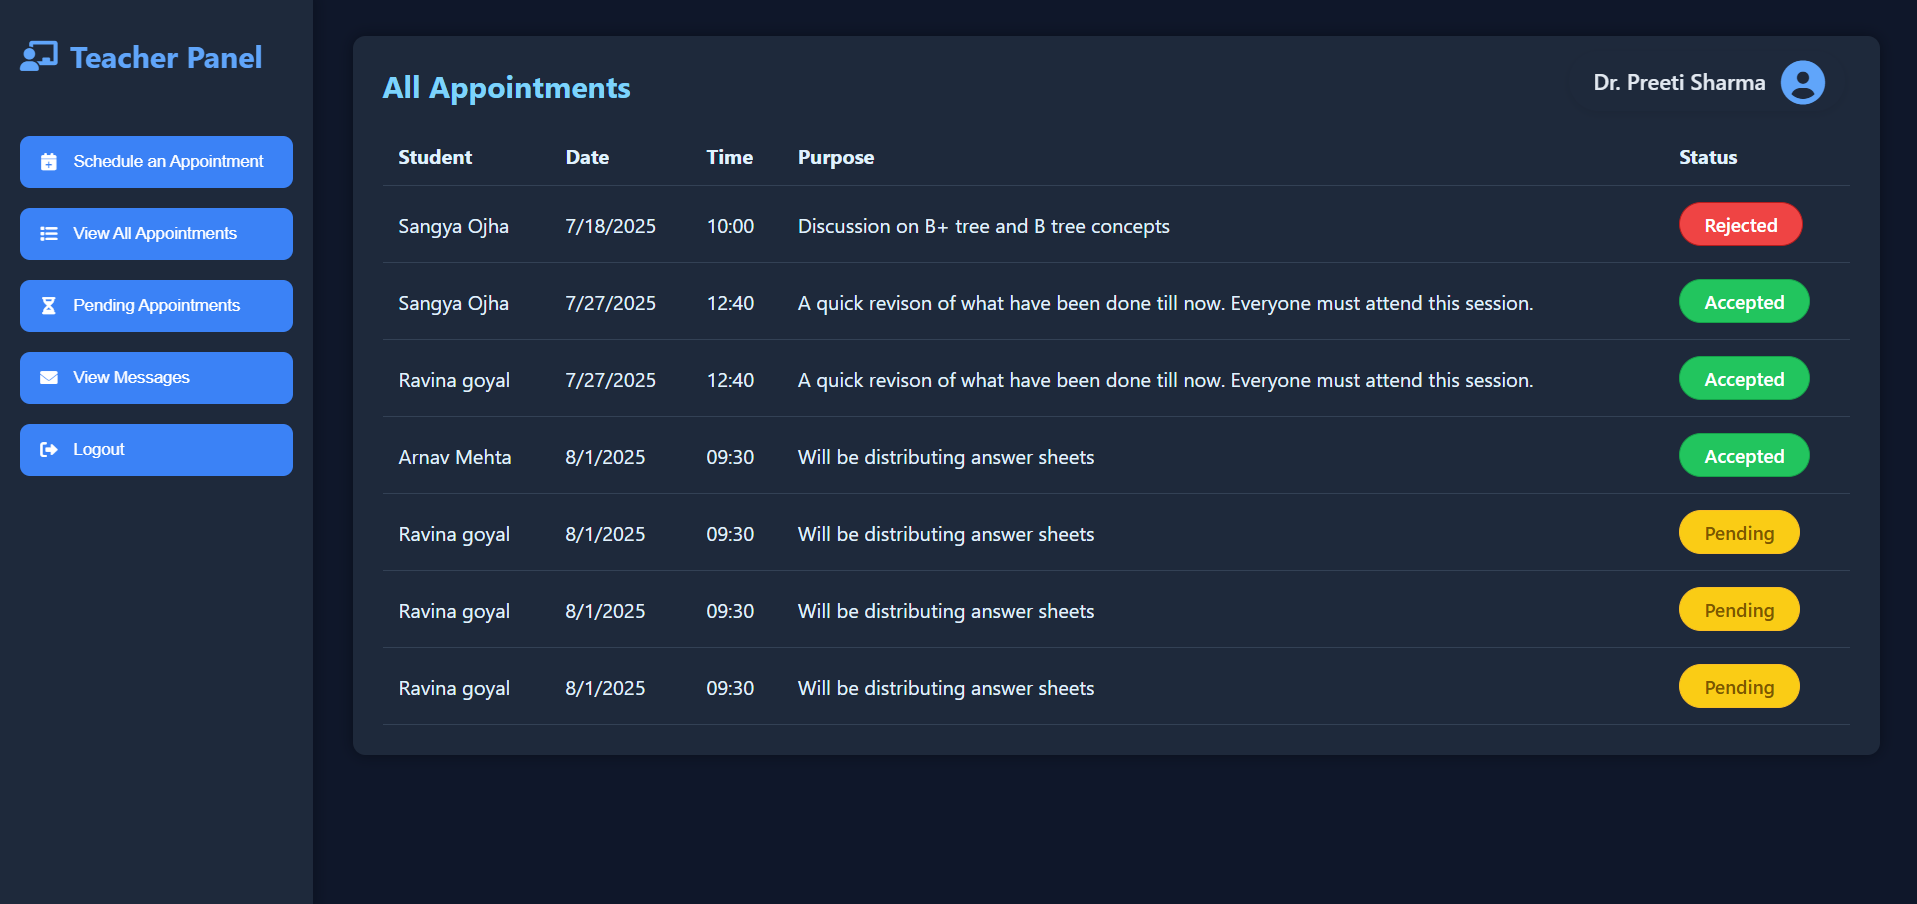 Teacher Panel
Schedule an Appointment
View All Appointments
Pending Appointments
View Messages
Logout
All Appointments
Dr. Preeti Sharma
Student Date Time Purpose Status
Sangya Ojha 7/18/2025 10:00 Discussion on B+ tree and B tree concepts Rejected
Sangya Ojha 7/27/2025 12:40 A quick revison of what have been done till now. Everyone must attend this session. Accepted
Ravina goyal 7/27/2025 12:40 A quick revison of what have been done till now. Everyone must attend this session. Accepted
Arnav Mehta 8/1/2025 09:30 Will be distributing answer sheets Accepted
Ravina goyal 8/1/2025 09:30 Will be distributing answer sheets Pending
Ravina goyal 8/1/2025 09:30 Will be distributing answer sheets Pending
Ravina goyal 8/1/2025 09:30 Will be distributing answer sheets Pending